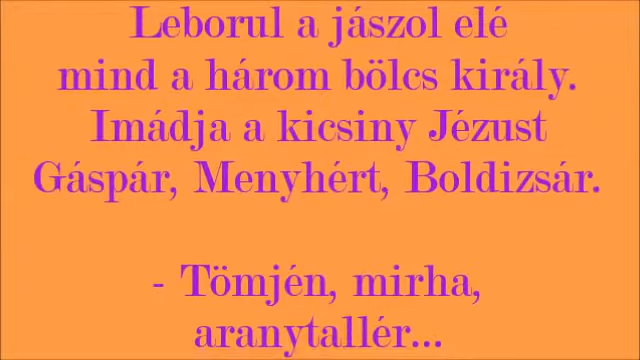 Leborul a jászol elé
mind a három bölcs király.
Imádja a kicsiny Jézust
Gáspár, Menyhért, Boldizsár.
- Tömjén, mirha,
aranytallér...